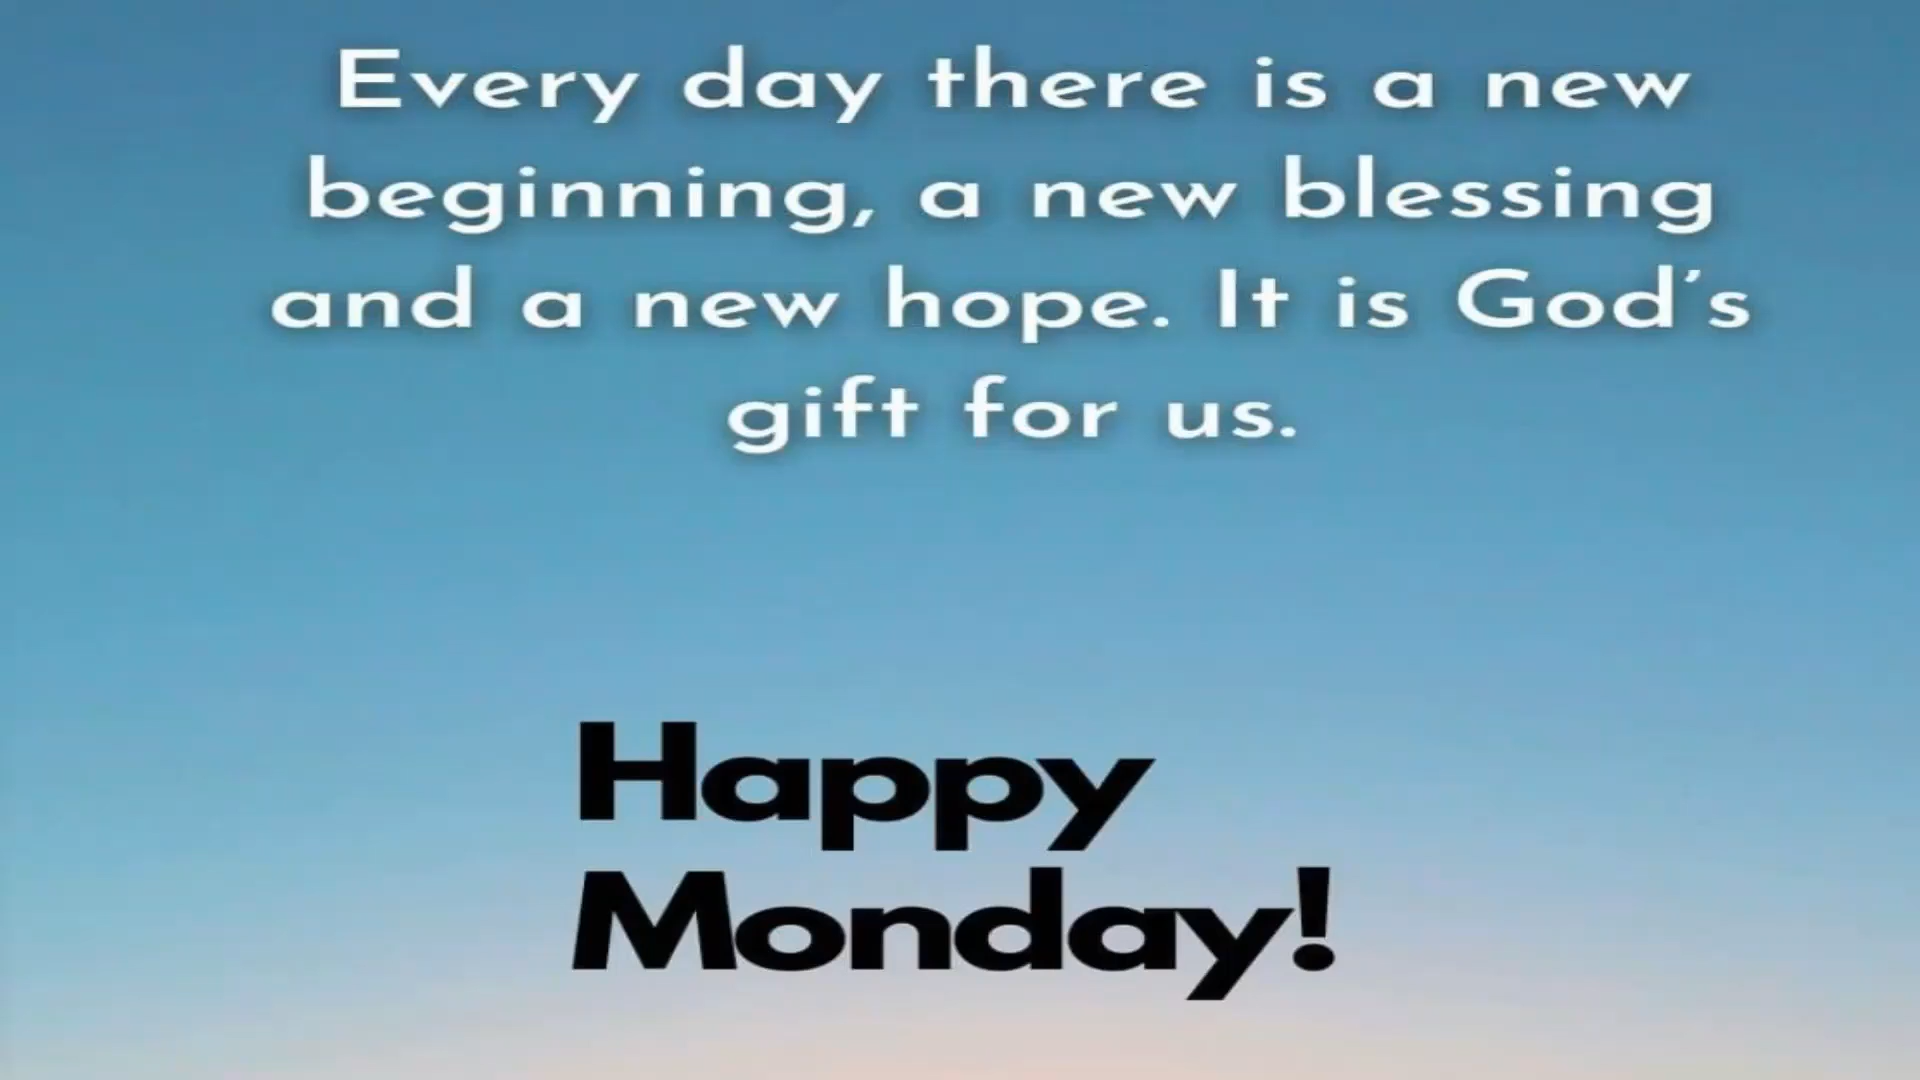 Every day there is a new
beginning, a new blessing
and a new hope. It is God's
gift for us.
Happy
Monday!